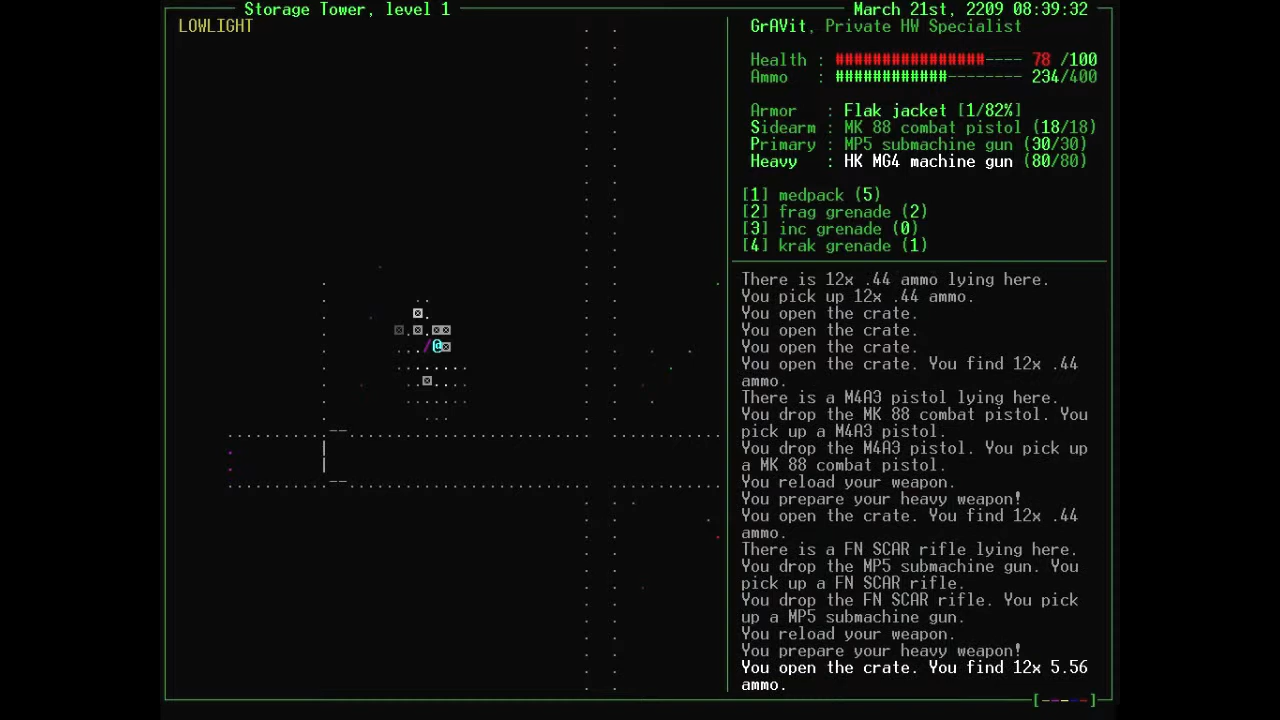 Storage Tower, level 1
March 21st, 2209 08:39:32
LOWLIGHT
GrAVit, Private HW Specialist
Health : ################---- 78 /100
Ammo : ############-------- 234/400
Armor : Flak jacket [1/82%]
Sidearm : MK 88 combat pistol (18/18)
Primary : MP5 submachine gun (30/30)
Heavy : HK MG4 machine gun (80/80)
[1] medpack (5)
[2] frag grenade (2)
[3] inc grenade (0)
[4] krak grenade (1)
There is 12x .44 ammo lying here.
You pick up 12x .44 ammo.
You open the crate.
You open the crate.
You open the crate.
You open the crate. You find 12x .44
ammo.
There is a M4A3 pistol lying here.
You drop the MK 88 combat pistol. You
pick up a M4A3 pistol.
You drop the M4A3 pistol. You pick up
a MK 88 combat pistol.
You reload your weapon.
You prepare your heavy weapon!
You open the crate. You find 12x .44
ammo.
There is a FN SCAR rifle lying here.
You drop the MP5 submachine gun. You
pick up a FN SCAR rifle.
You drop the FN SCAR rifle. You pick
up a MP5 submachine gun.
You reload your weapon.
You prepare your heavy weapon!
You open the crate. You find 12x 5.56
ammo.
[-----]